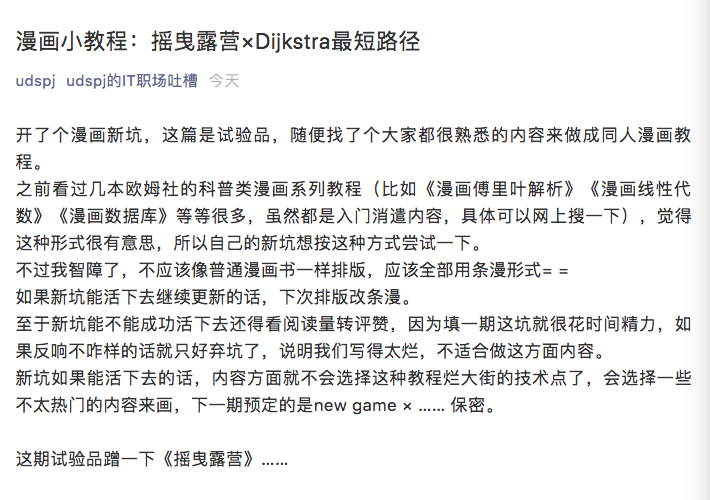 漫画小教程：摇曳露营×Dijkstra最短路径
udspj udspj的IT职场吐槽 今天
开了个漫画新坑，这篇是试验品，随便找了个大家都很熟悉的内容来做成同人漫画教
程。
之前看过几本欧姆社的科普类漫画系列教程（比如《漫画傅里叶解析》《漫画线性代
数》《漫画数据库》等等很多，虽然都是入门消遣内容，具体可以网上搜一下），觉得
这种形式很有意思，所以自己的新坑想按这种方式尝试一下。
不过我智障了，不应该像普通漫画书一样排版，应该全部用条漫形式= =
如果新坑能活下去继续更新的话，下次排版改条漫。
至于新坑能不能成功活下去还得看阅读量转评赞，因为填一期这坑就很花时间精力，如
果反响不咋样的话就只好弃坑了，说明我们写得太烂，不适合做这方面内容。
新坑如果能活下去的话，内容方面就不会选择这种教程烂大街的技术点了，会选择一些
不太热门的内容来画，下一期预定的是new game × …… 保密。
这期试验品蹭一下《摇曳露营》……